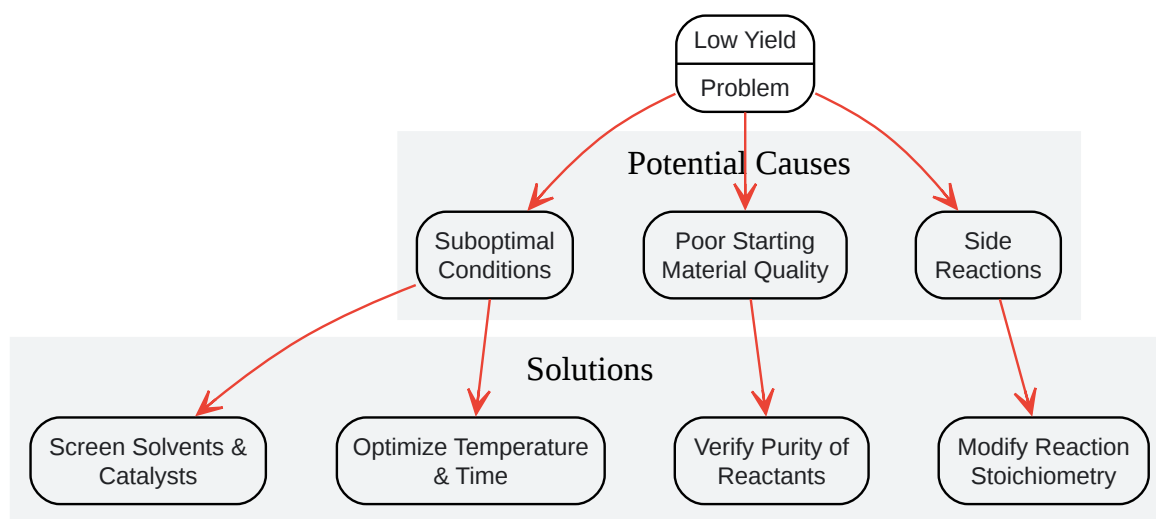 Low Yield
Problem
Potential Causes
Suboptimal
Conditions
Poor Starting
Material Quality
Side
Reactions
Solutions
Screen Solvents &
Catalysts
Optimize Temperature
& Time
Verify Purity of
Reactants
Modify Reaction
Stoichiometry